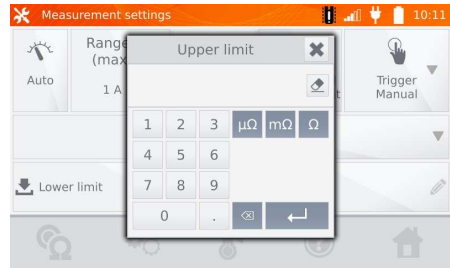 Measurement settings
10:11
Range
(max
1 A
Auto
Upper limit
Trigger
Manual
t
1 2 3 μΩ mΩ Ω
4 5 6
7 8 9
0 .
Lower limit
Ω